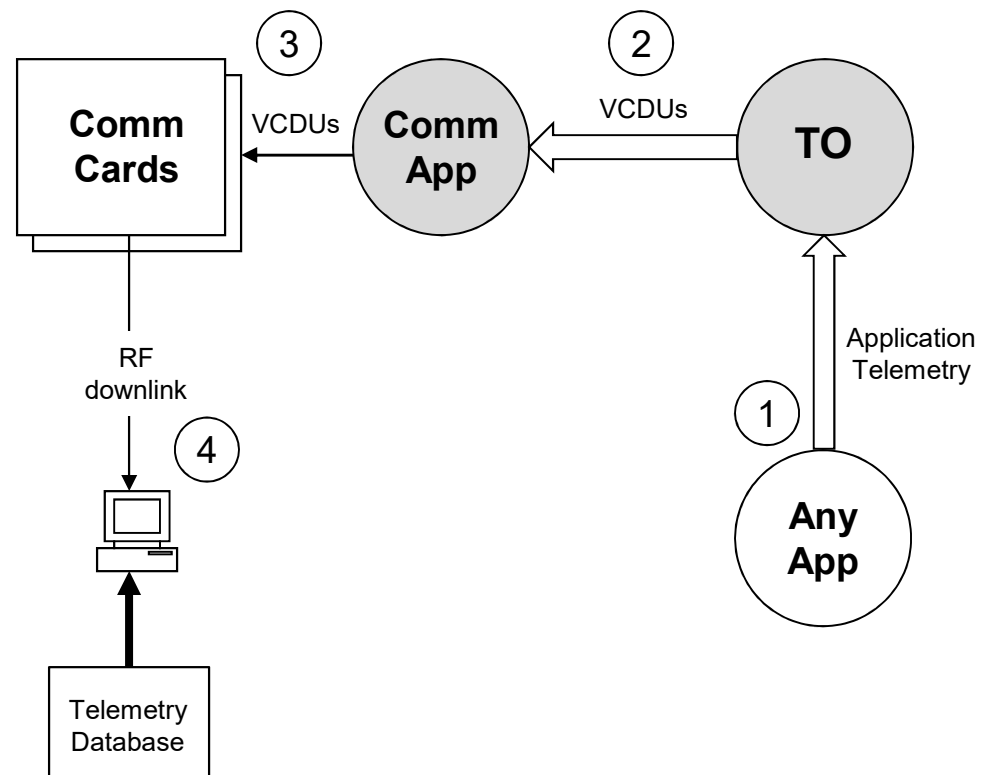 3
2
Comm
Cards
VCDUs
Comm
App
VCDUs
TO
RF
downlink
Application
Telemetry
1
4
Any
App
Telemetry
Database